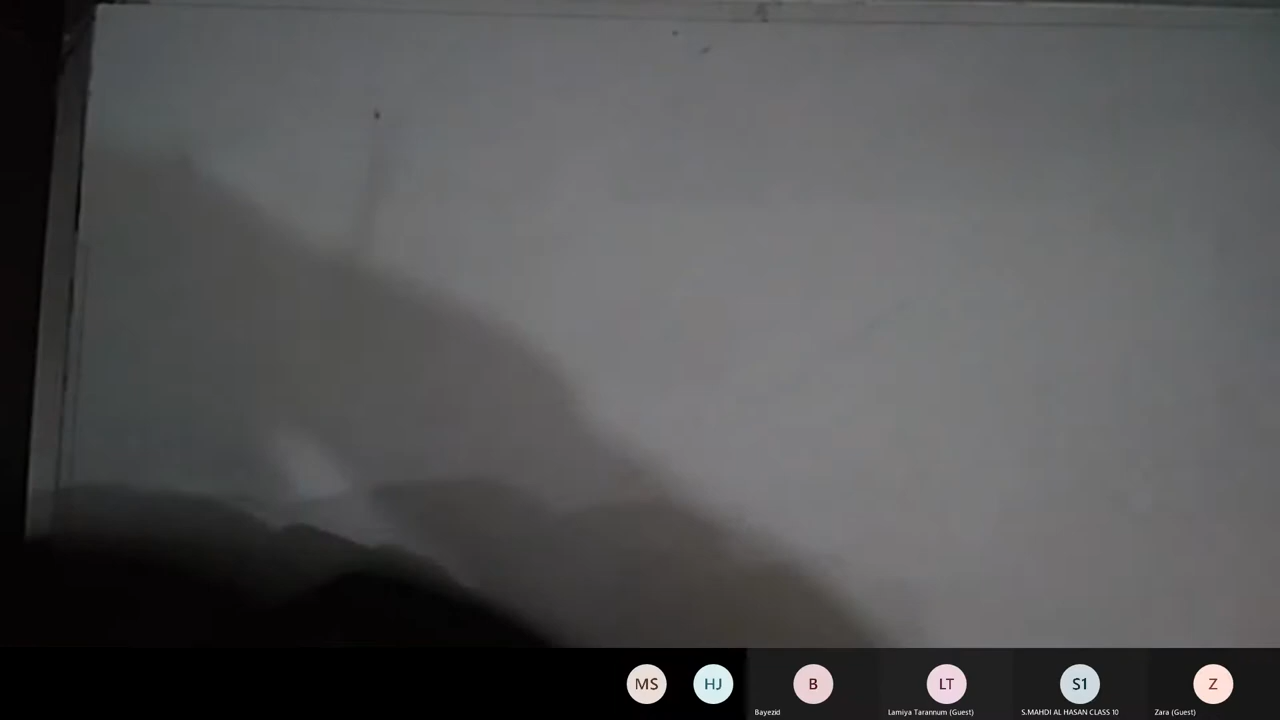 MS
HJ
B
LT
S1
Z
Bayezid
Lamiya Tarannum (Guest)
S.MAHDI AL HASAN CLASS 10
Zara (Guest)